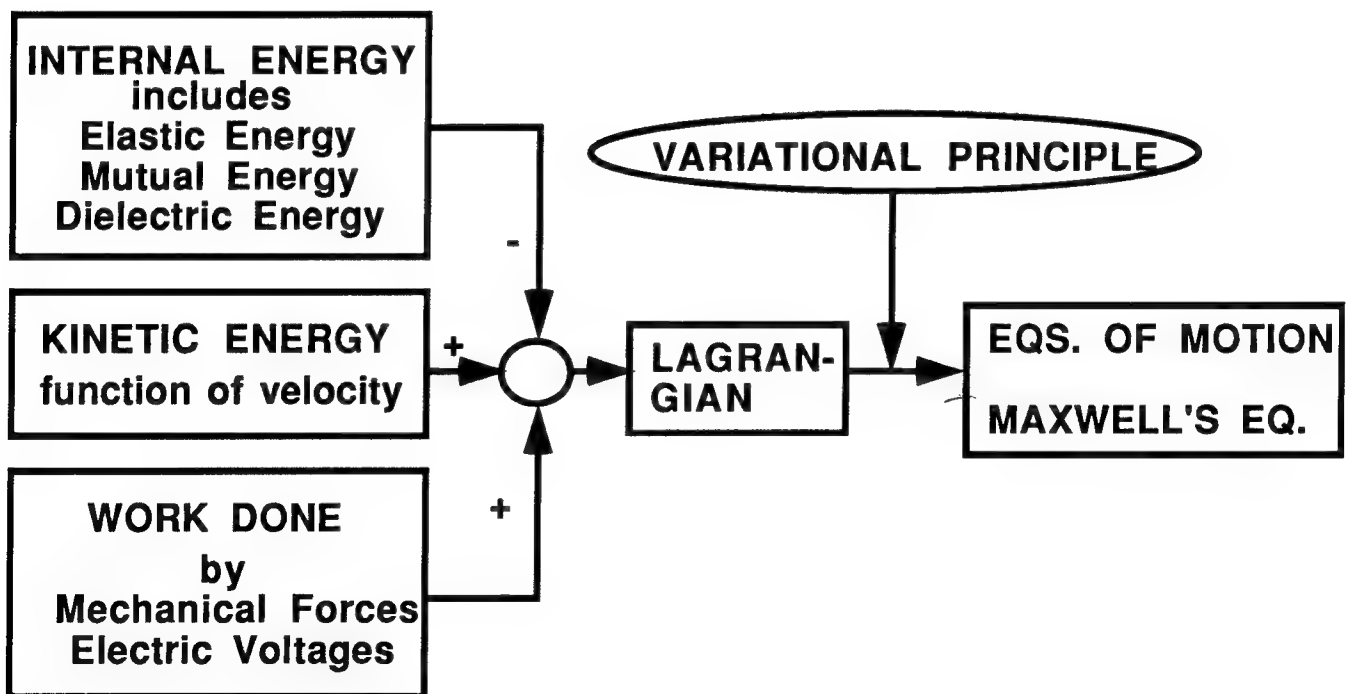 INTERNAL ENERGY
includes
Elastic Energy
Mutual Energy
Dielectric Energy
-
KINETIC ENERGY
function of velocity
+
WORK DONE
by
Mechanical Forces
Electric Voltages
+
VARIATIONAL PRINCIPLE
LAGRAN-
GIAN
EQS. OF MOTION
MAXWELL'S EQ.